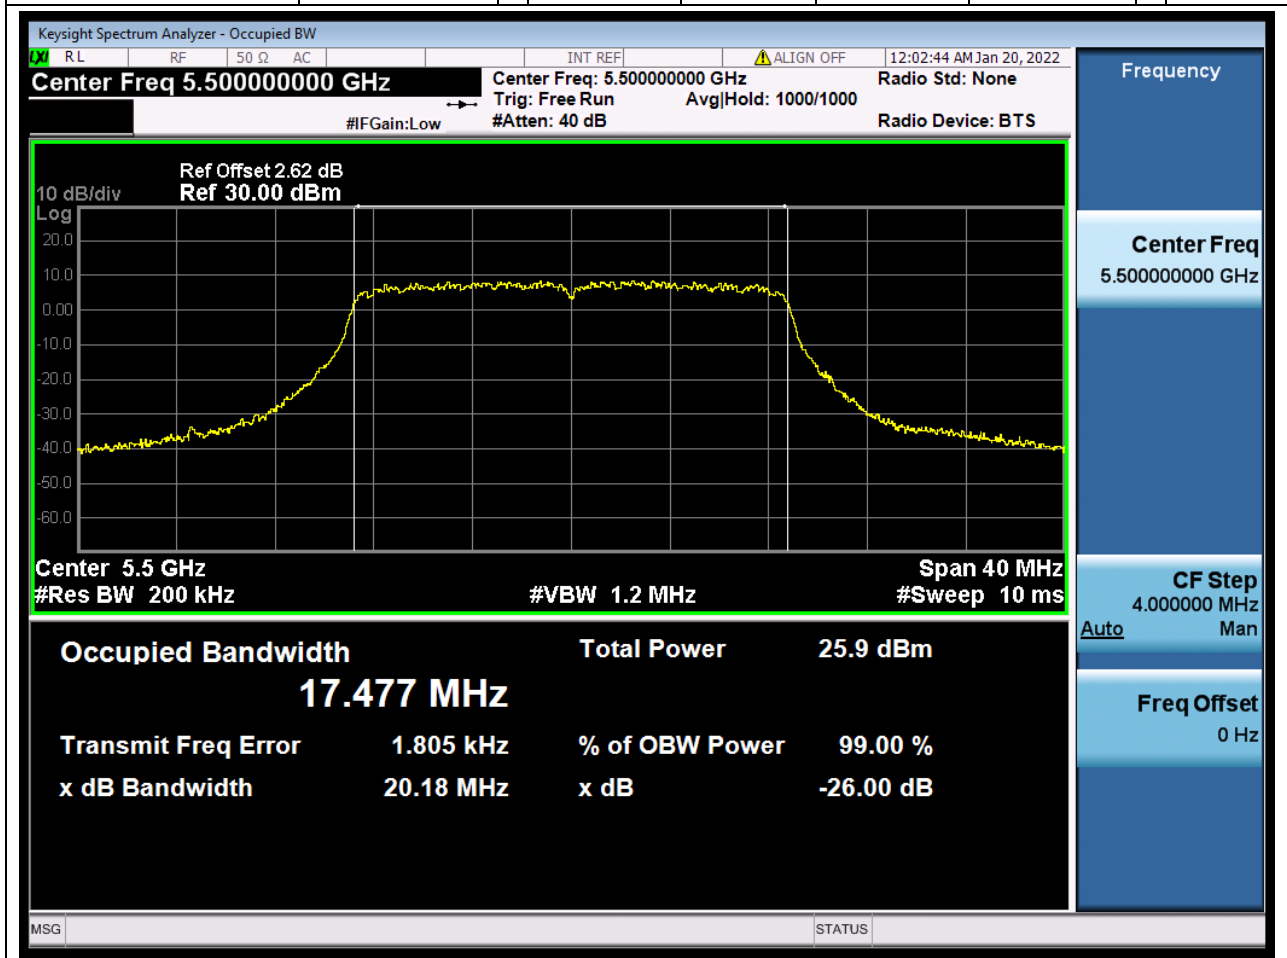 Keysight Spectrum Analyzer - Occupied BW
LXI RL RF 50 Ω AC INT REF ALIGN OFF 12:02:44 AM Jan 20, 2022
Center Freq 5.500000000 GHz
Center Freq: 5.500000000 GHz
Radio Std: None
Trig: Free Run Avg|Hold: 1000/1000
#IFGain:Low
#Atten: 40 dB
Radio Device: BTS
Ref Offset 2.62 dB
10 dB/div Ref 30.00 dBm
Log
20.0
10.0
0.00
-10.0
-20.0
-30.0
-40.0
-50.0
-60.0
Center 5.5 GHz Span 40 MHz
#Res BW 200 kHz #VBW 1.2 MHz #Sweep 10 ms
Occupied Bandwidth Total Power 25.9 dBm
17.477 MHz
Transmit Freq Error 1.805 kHz % of OBW Power 99.00 %
x dB Bandwidth 20.18 MHz x dB -26.00 dB
MSG STATUS
Frequency
Center Freq
5.500000000 GHz
CF Step
4.000000 MHz
Auto Man
Freq Offset
0 Hz